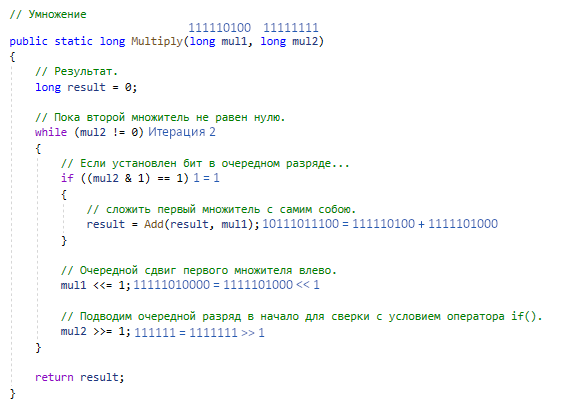 // Умножение
111110100 11111111
public static long Multiply(long mul1, long mul2)
{
// Результат.
long result = 0;
// Пока второй множитель не равен нулю.
while (mul2 != 0) Итерация 2
{
// Если установлен бит в очередном разряде...
if ((mul2 & 1) == 1) 1 = 1
{
// сложить первый множитель с самим собою.
result = Add(result, mul1); 10111011100 = 111110100 + 1111101000
}
// Очередной сдвиг первого множителя влево.
mul1 <<= 1; 11111010000 = 1111101000 << 1
// Подводим очередной разряд в начало для сверки с условием оператора if().
mul2 >>= 1; 111111 = 1111111 >> 1
}
return result;
}